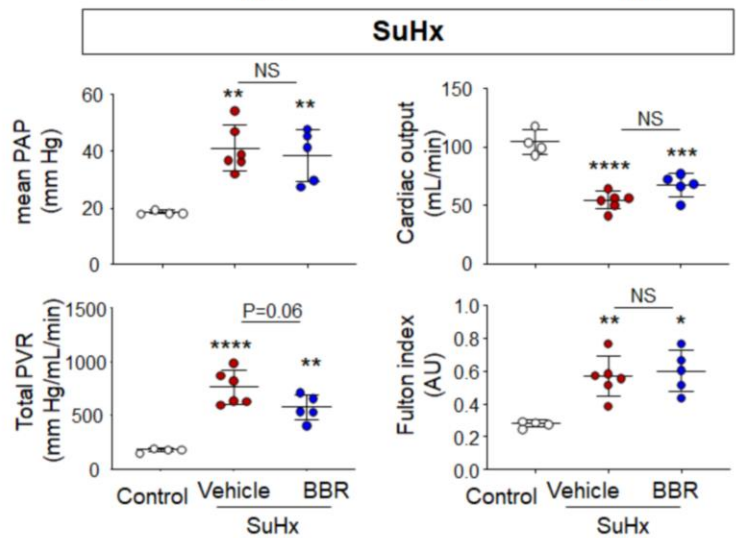 SuHx
NS
**
**
60
40
20
0
mean PAP
(mm Hg)
NS
****
***
150
100
50
0
Cardiac output
(mL/min)
P=0.06
****
**
1500
1000
500
0
Total PVR
(mm Hg/mL/min)
Control
Vehicle
BBR
SuHx
NS
**
*
1.0
0.8
0.6
0.4
0.2
0.0
Fulton index
(AU)
Control
Vehicle
BBR
SuHx